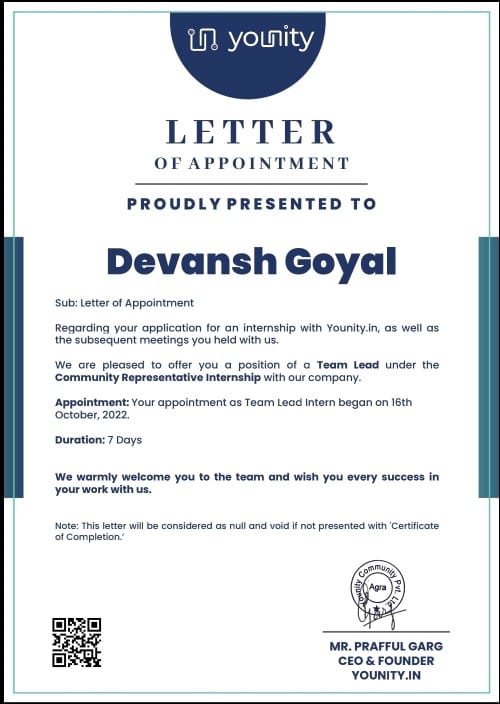 younity
LETTER
OF APPOINTMENT
PROUDLY PRESENTED TO
Devansh Goyal
Sub: Letter of Appointment
Regarding your application for an internship with Younity.in, as well as
the subsequent meetings you held with us.
We are pleased to offer you a position of a Team Lead under the
Community Representative Internship with our company.
Appointment: Your appointment as Team Lead Intern began on 16th
October, 2022.
Duration: 7 Days
We warmly welcome you to the team and wish you every success in
your work with us.
Note: This letter will be considered as null and void if not presented with 'Certificate
of Completion.'
Younity Community Pvt. Ltd.
Agra
MR. PRAFFUL GARG
CEO & FOUNDER
YOUNITY.IN